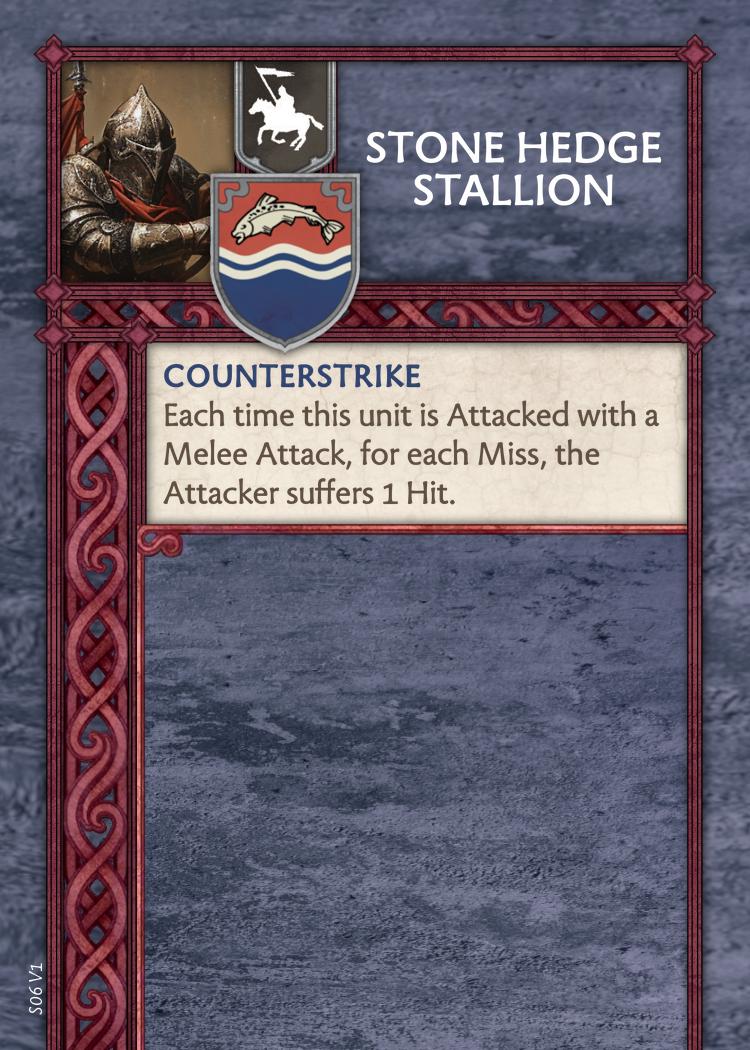 STONE HEDGE
STALLION
COUNTERSTRIKE
Each time this unit is Attacked with a
Melee Attack, for each Miss, the
Attacker suffers 1 Hit.
S06 V1